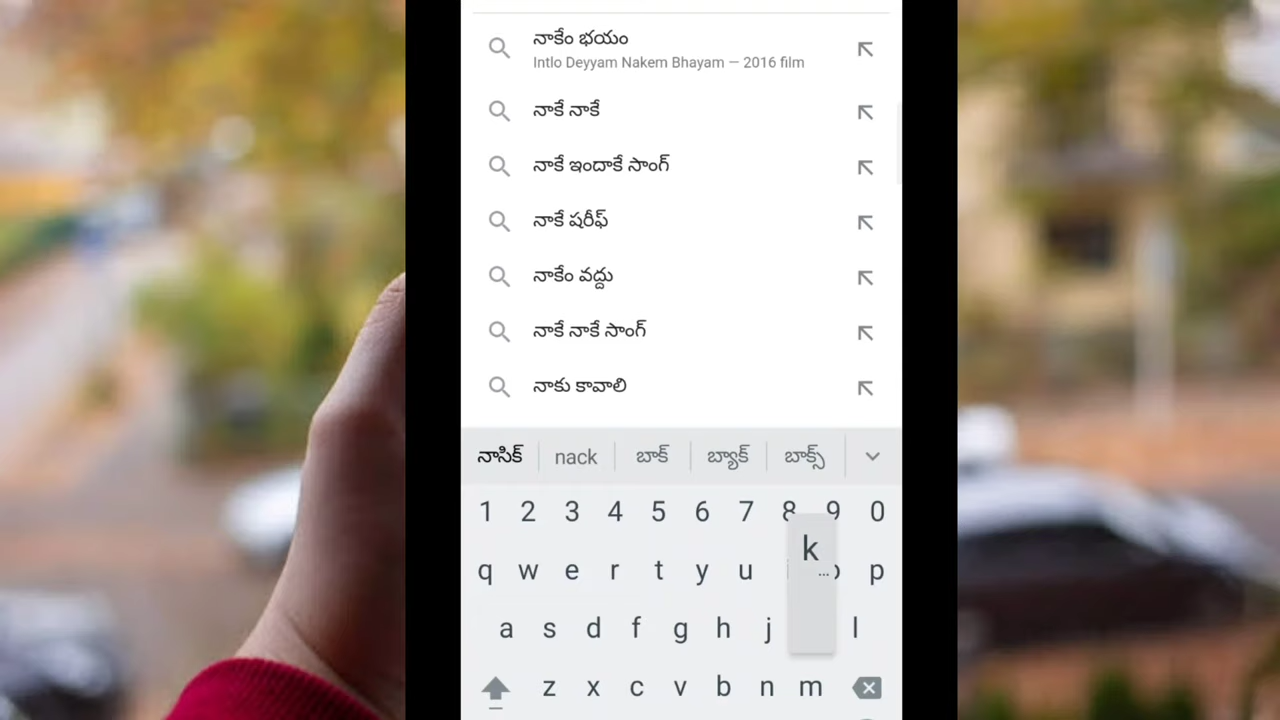 నాకేం భయం
Intlo Deyyam Nakem Bhayam — 2016 film
నాకే నాకే
నాకే ఇందాకే సాంగ్
నాకే షరీఫ్
నాకేం వద్దు
నాకే నాకే సాంగ్
నాకు కావాలి
నాసిక్ nack బాక్ బ్యాక్ బాక్స్
1 2 3 4 5 6 7 8 9 0
k
q w e r t y u p
a s d f g h j l
z x c v b n m